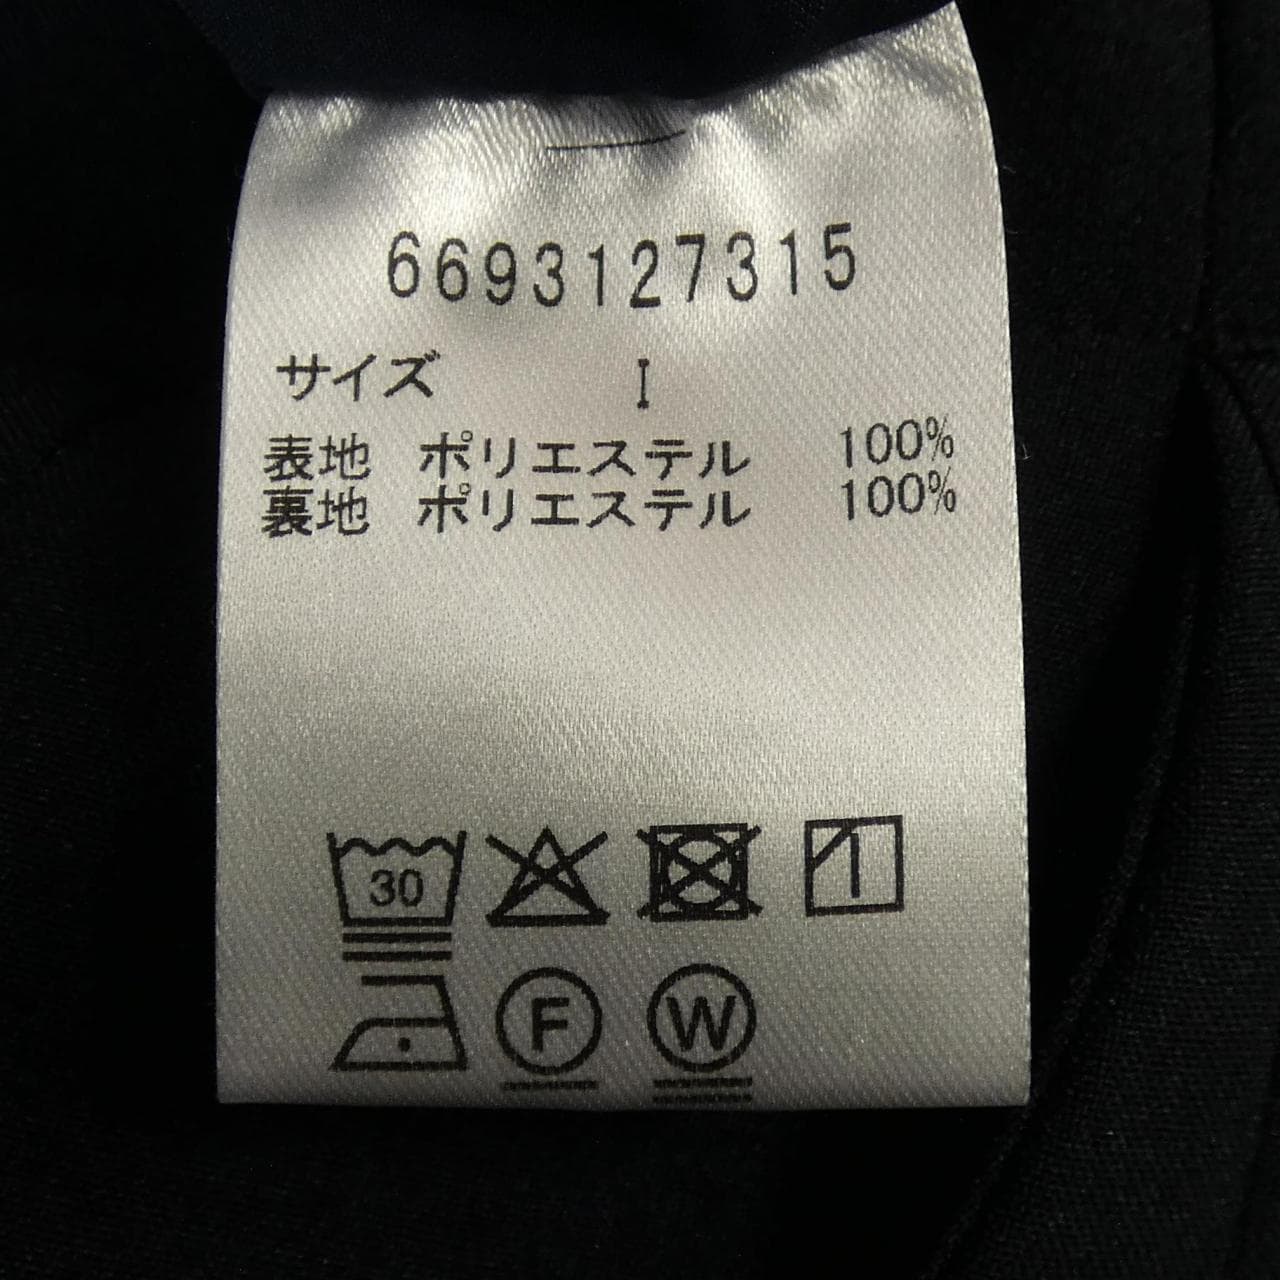 6693127315
サイズ I
表地 ポリエステル 100%
裏地 ポリエステル 100%
30
F W